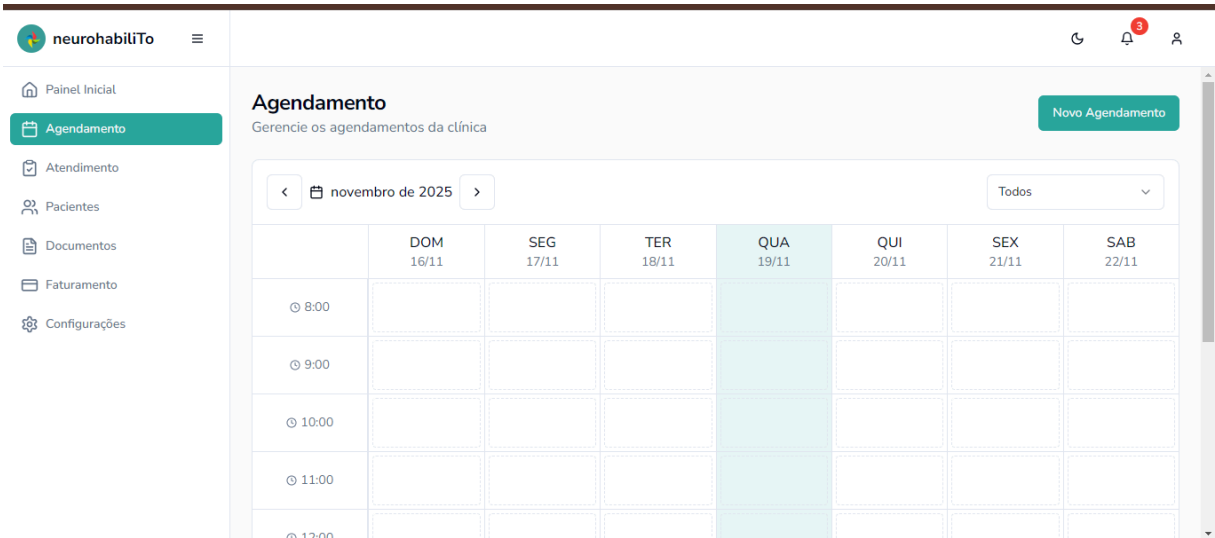 neurohabiliTo
3
Painel Inicial
Agendamento
Atendimento
Pacientes
Documentos
Faturamento
Configurações
Agendamento
Gerencie os agendamentos da clínica
Novo Agendamento
novembro de 2025
Todos
DOM SEG TER QUA QUI SEX SAB
16/11 17/11 18/11 19/11 20/11 21/11 22/11
8:00
9:00
10:00
11:00
12:00